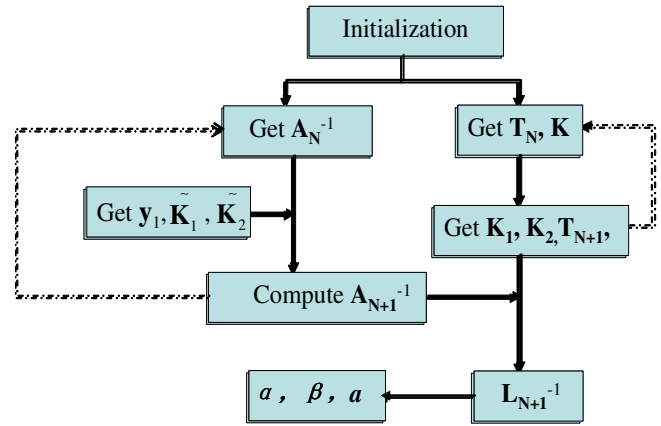 Initialization
Get A_N^-1
Get T_N, K
Get y_1, K̃_1 , K̃_2
Get K_1, K_2, T_N+1,
Compute A_N+1^-1
α , β , a
L_N+1^-1